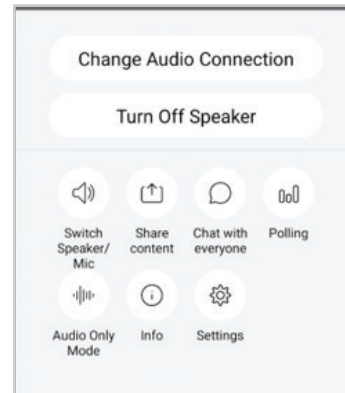 Change Audio Connection
Turn Off Speaker
Switch Speaker/ Mic
Share content
Chat with everyone
Polling
Audio Only Mode
Info
Settings